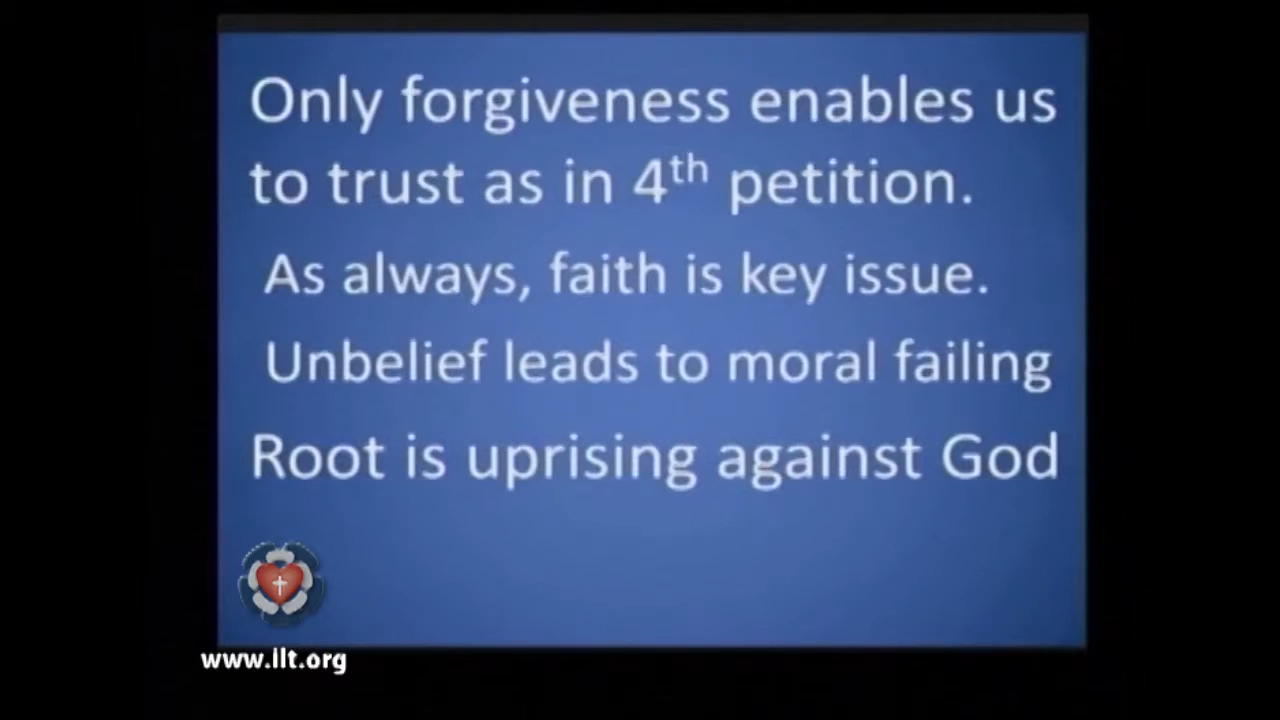 Only forgiveness enables us
to trust as in 4th petition.
As always, faith is key issue.
Unbelief leads to moral failing
Root is uprising against God
www.ilt.org